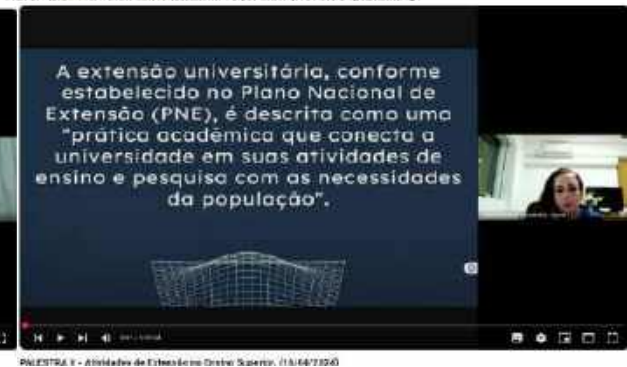 A extensão universitária, conforme
estabelecido no Plano Nacional de
Extensão (PNE), é descrita como uma
"prática acadêmica que conecta a
universidade em suas atividades de
ensino e pesquisa com as necessidades
da população".
PALESTRA - Atividades de Extensão no Ensino Superior.